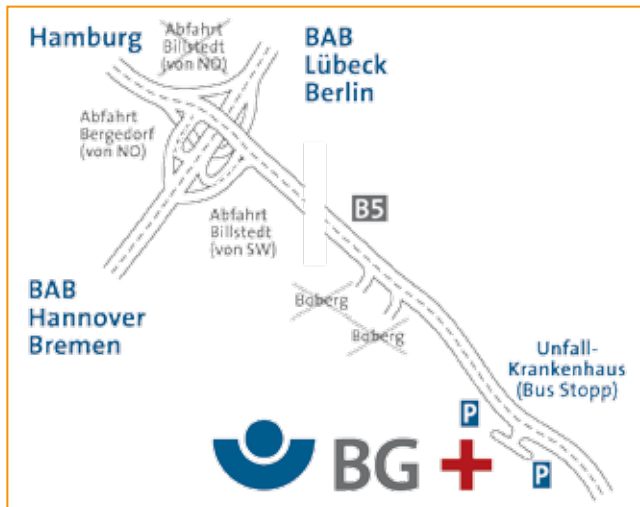 Hamburg
Abfahrt
Billstedt
(von NO)
BAB
Lübeck
Berlin
Abfahrt
Bergedorf
(von NO)
Abfahrt
Billstedt
(von SW)
B5
BAB
Hannover
Bremen
Boberg
Boberg
Unfall-
Krankenhaus
(Bus Stopp)
P
BG
P